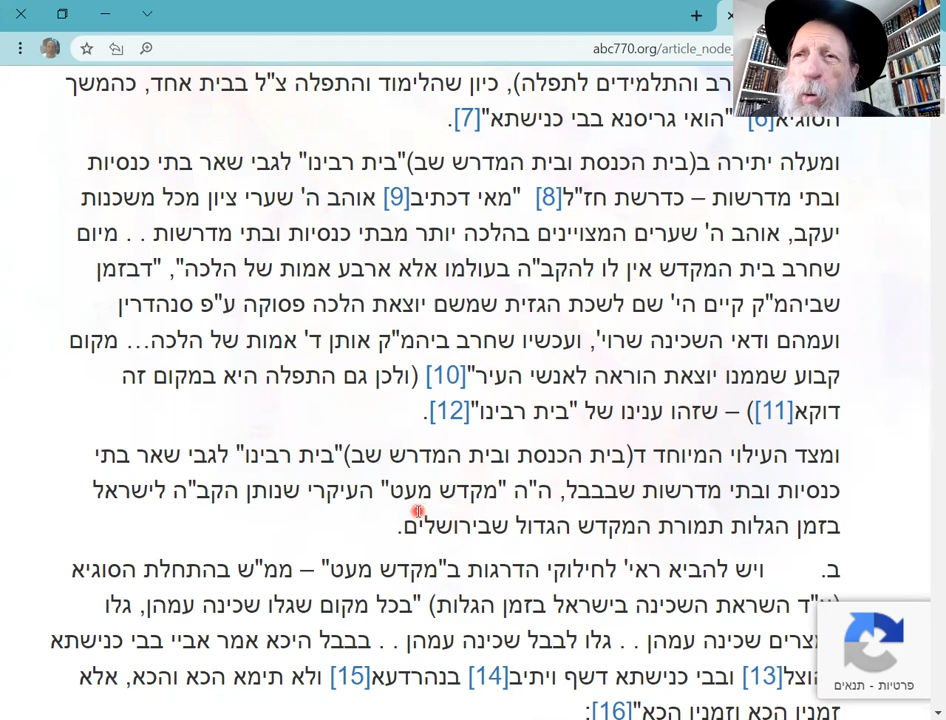 abc770.org/article_node_
רב והתלמידים לתפלה), כיון שהלימוד והתפלה צ"ל בבית אחד, כהמשך
הסוגיא[6] "הואי גריסנא בבי כנישתא"[7].
ומעלה יתירה ב(בית הכנסת ובית המדרש שב)"בית רבינו" לגבי שאר בתי כנסיות
ובתי מדרשות – כדרשת חז"ל[8] "מאי דכתיב[9] אוהב ה' שערי ציון מכל משכנות
יעקב, אוהב ה' שערים המצויינים בהלכה יותר מבתי כנסיות ובתי מדרשות . . מיום
שחרב בית המקדש אין לו להקב"ה בעולמו אלא ארבע אמות של הלכה", "דבזמן
שביהמ"ק קיים הי' שם לשכת הגזית שמשם יוצאת הלכה פסוקה ע"פ סנהדרין
ועמהם ודאי השכינה שרוי', ועכשיו שחרב ביהמ"ק אותן ד' אמות של הלכה... מקום
קבוע שממנו יוצאת הוראה לאנשי העיר"[10] (ולכן גם התפלה היא במקום זה
דוקא[11]) – שזהו ענינו של "בית רבינו"[12].
ומצד העילוי המיוחד ד(בית הכנסת ובית המדרש שב)"בית רבינו" לגבי שאר בתי
כנסיות ובתי מדרשות שבבבל, ה"ה "מקדש מעט" העיקרי שנותן הקב"ה לישראל
בזמן הגלות תמורת המקדש הגדול שבירושלים.
ב. ויש להביא ראי' לחילוקי הדרגות ב"מקדש מעט" – ממ"ש בהתחלת הסוגיא
השראת השכינה בישראל בזמן הגלות) "בכל מקום שגלו שכינה עמהן, גלו
שכינה עמהן . . גלו לבבל שכינה עמהן . . בבבל היכא אמר אביי בבי כנישתא
[13] ובבי כנישתא דשף ויתיב[14] בנהרדעא[15] ולא תימא הכא והכא, אלא
זמנין הכא וזמנין הכא"[16]:
פרטיות - תנאים